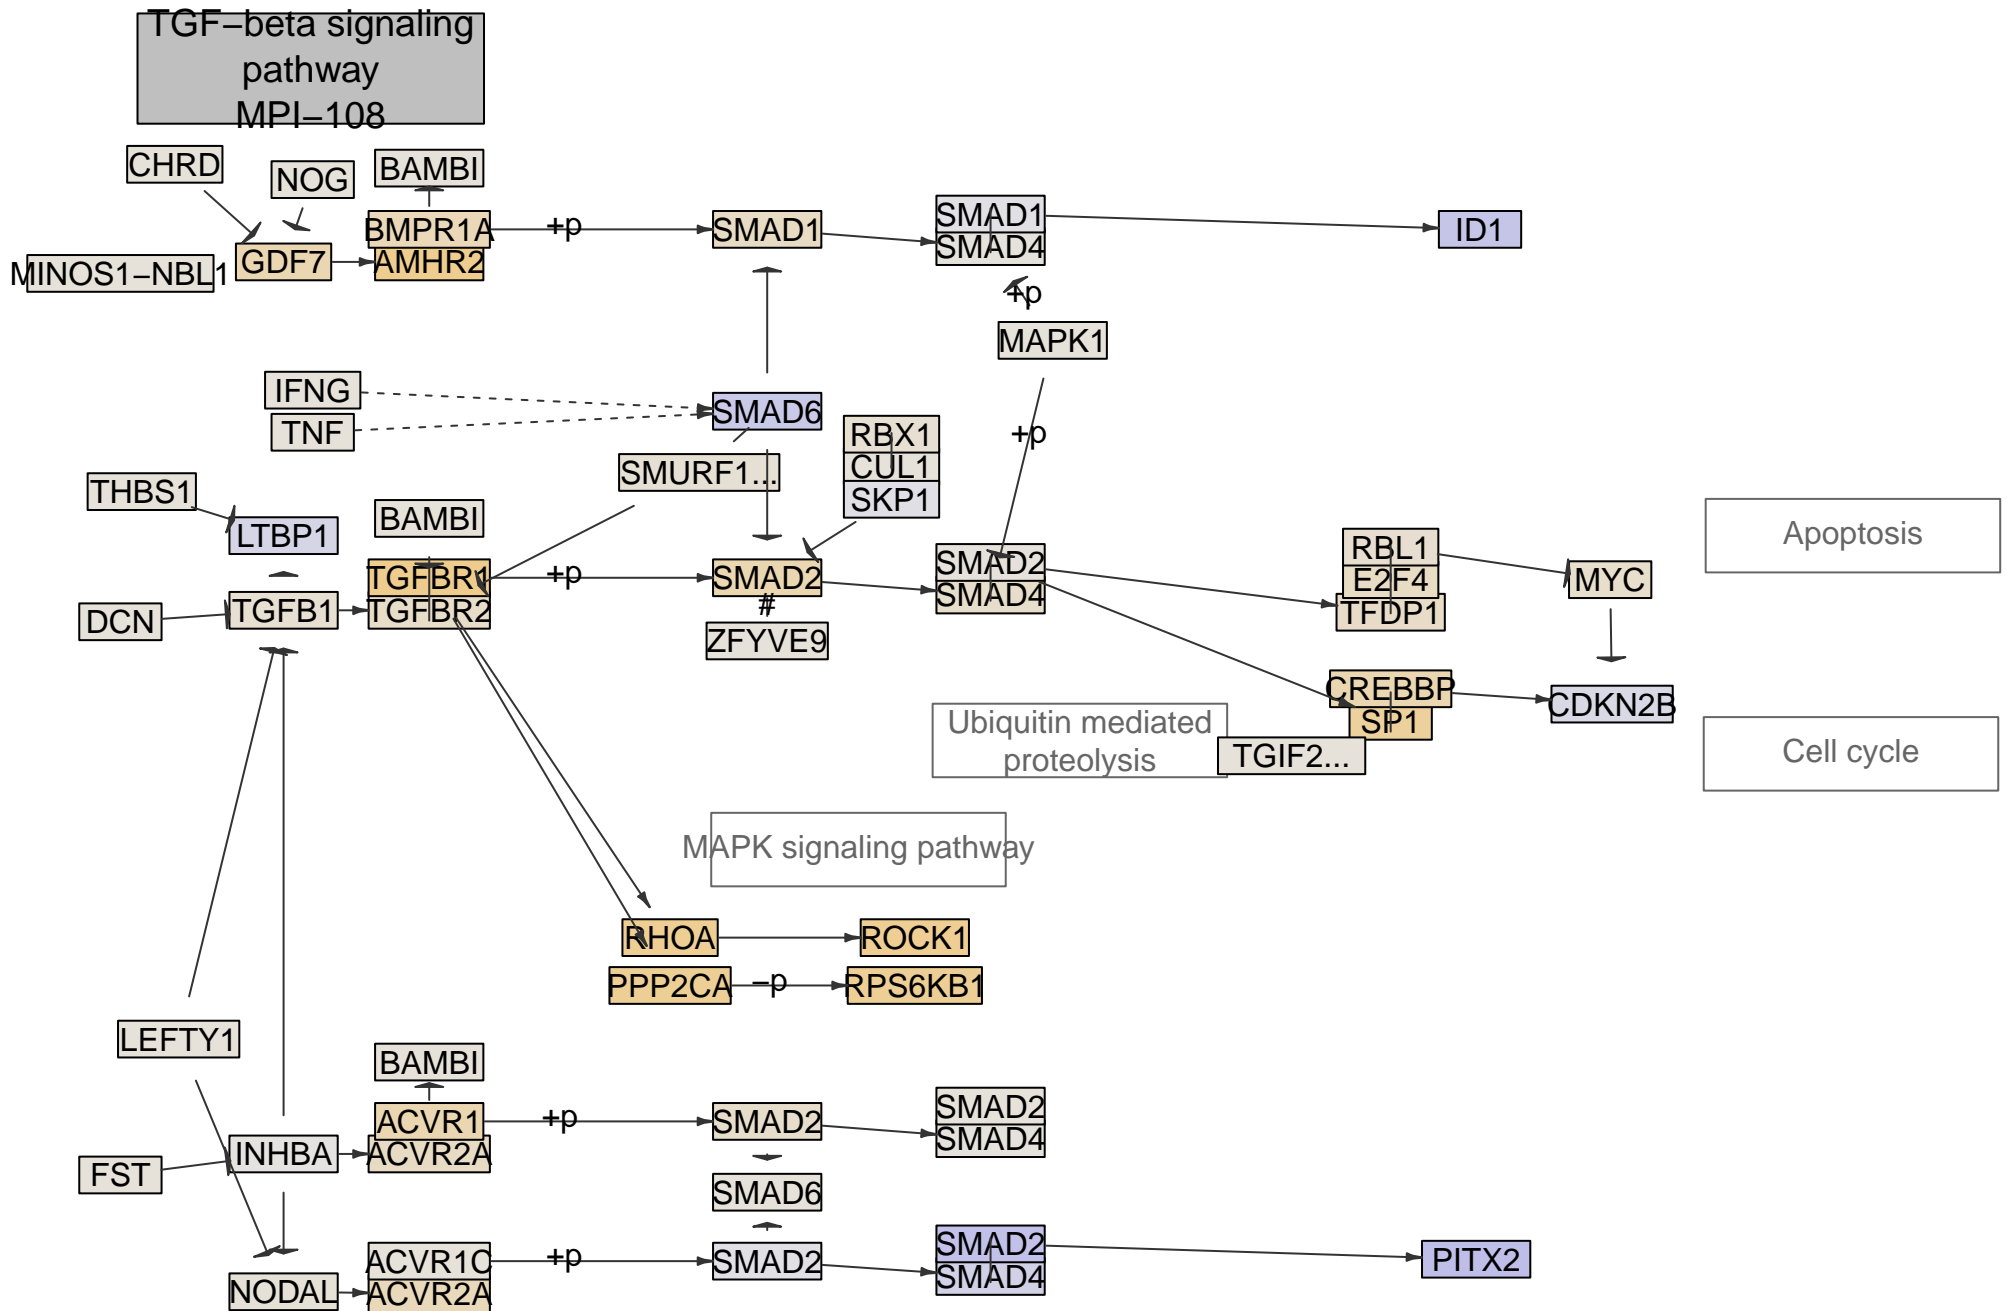 TGF−beta signaling
pathway
MPI−108
CHRD
NOG
BAMBI
BMPR1A
+p
SMAD1
SMAD1
SMAD4
ID1
MINOS1−NBL1
GDF7
AMHR2
+p
MAPK1
IFNG
TNF
SMAD6
RBX1
CUL1
SKP1
+p
SMURF1...
THBS1
LTBP1
BAMBI
Apoptosis
TGFBR1
TGFBR2
+p
SMAD2
#
ZFYVE9
SMAD2
SMAD4
RBL1
E2F4
TFDP1
MYC
DCN
TGFB1
CREBBP
SP1
TGIF2...
CDKN2B
Ubiquitin mediated
proteolysis
Cell cycle
MAPK signaling pathway
RHOA
ROCK1
PPP2CA
−p
RPS6KB1
LEFTY1
BAMBI
ACVR1
ACVR2A
+p
SMAD2
SMAD2
SMAD4
FST
INHBA
SMAD6
ACVR1C
ACVR2A
+p
SMAD2
SMAD2
SMAD4
PITX2
NODAL